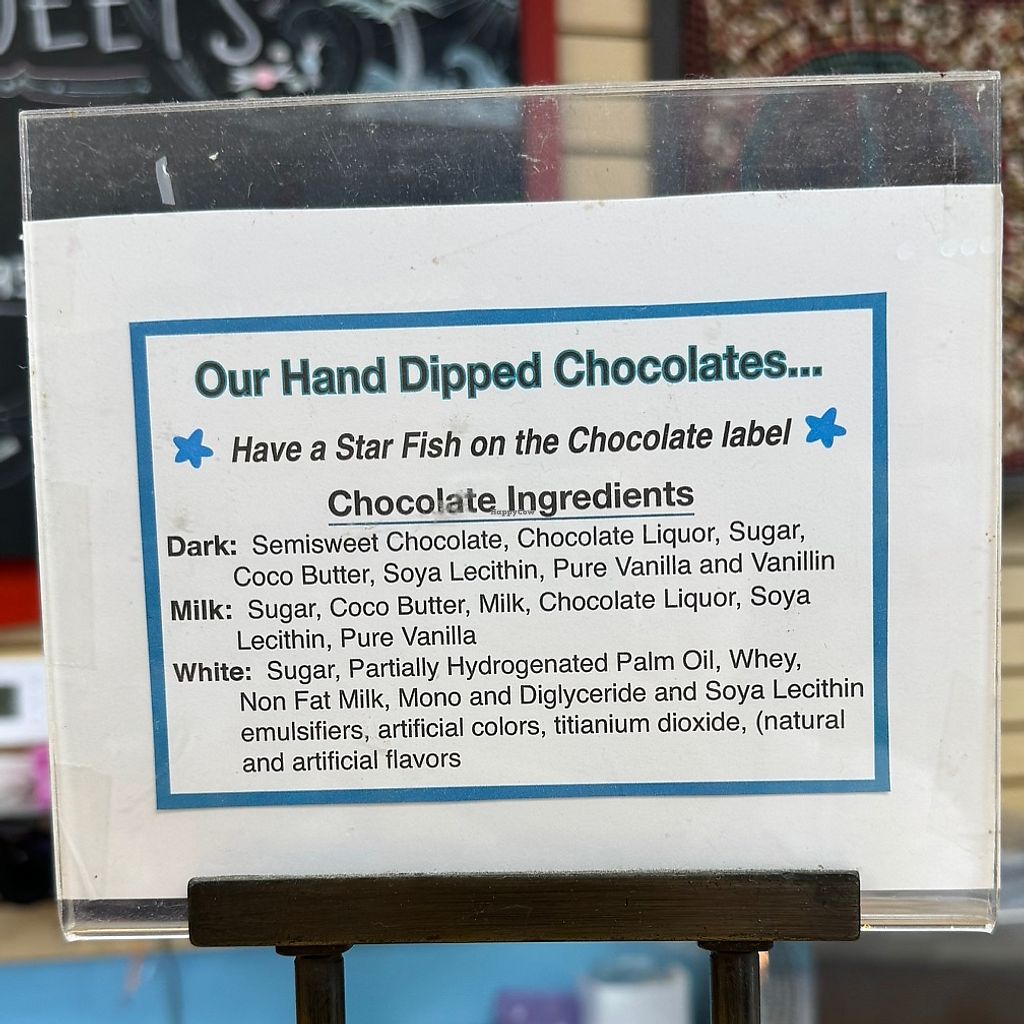 Our Hand Dipped Chocolates...
Have a Star Fish on the Chocolate label
Chocolate Ingredients
HappyCow
Dark: Semisweet Chocolate, Chocolate Liquor, Sugar,
Coco Butter, Soya Lecithin, Pure Vanilla and Vanillin
Milk: Sugar, Coco Butter, Milk, Chocolate Liquor, Soya
Lecithin, Pure Vanilla
White: Sugar, Partially Hydrogenated Palm Oil, Whey,
Non Fat Milk, Mono and Diglyceride and Soya Lecithin
emulsifiers, artificial colors, titianium dioxide, (natural
and artificial flavors